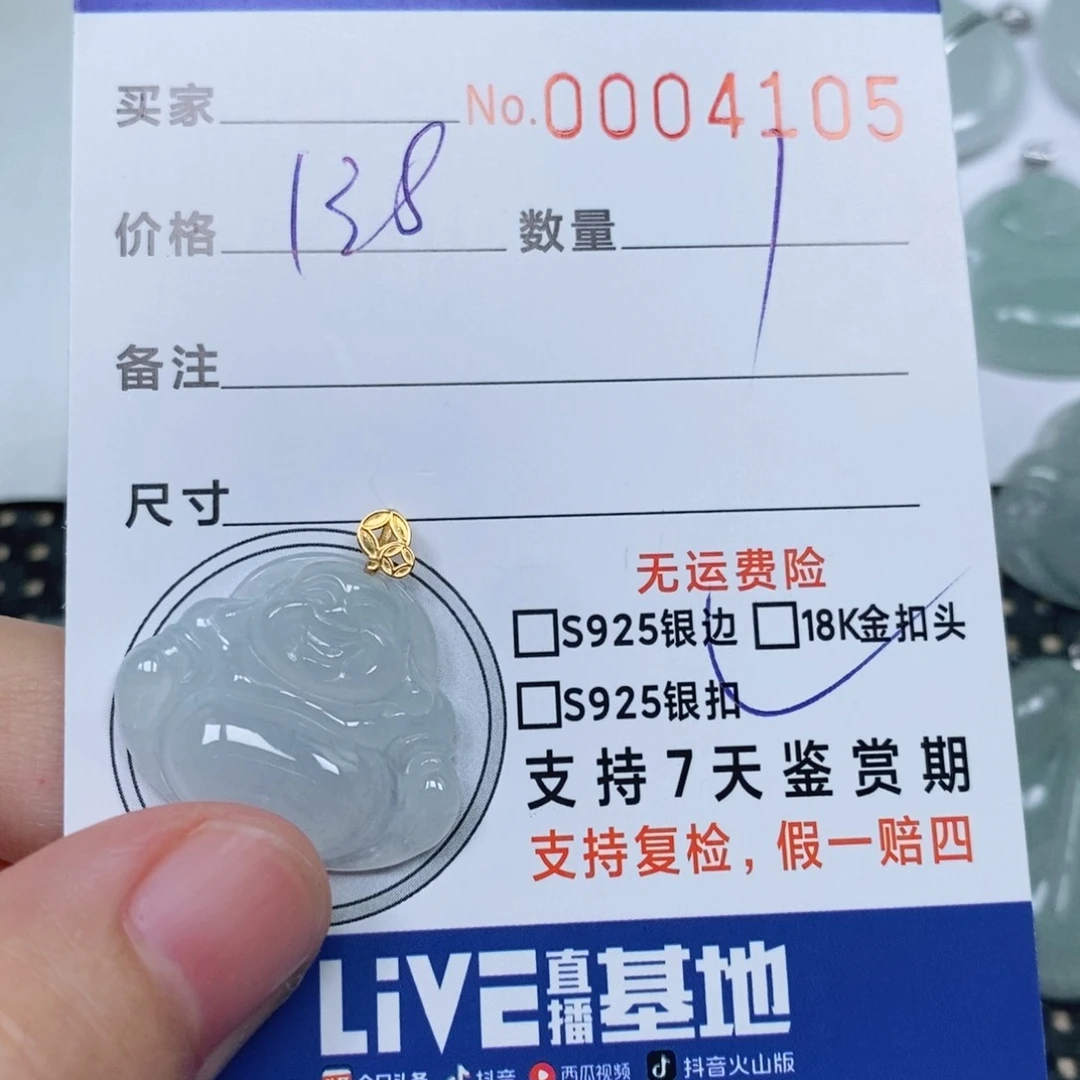 买家 No.0004105
价格 138 数量 1
备注
尺寸
无运费险
S925银边 18K金扣头
S925银扣
支持7天鉴赏期
支持复检，假一赔四
LiVE直播基地
抖音 西瓜视频 抖音火山版